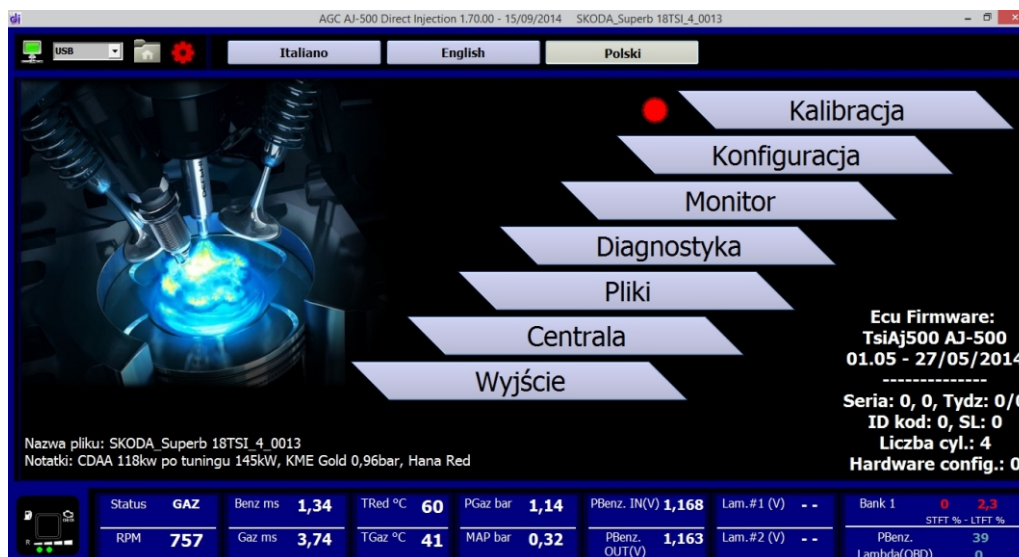 di AGC AJ-500 Direct Injection 1.70.00 - 15/09/2014 SKODA_Superb 18TSI_4_0013
USB Italiano English Polski
Kalibracja
Konfiguracja
Monitor
Diagnostyka
Pliki
Centrala
Wyjście
Ecu Firmware:
TsiAj500 AJ-500
01.05 - 27/05/2014
--------------
Seria: 0, 0, Tydz: 0/0
ID kod: 0, SL: 0
Liczba cyl.: 4
Hardware config.: 0
Nazwa pliku: SKODA_Superb 18TSI_4_0013
Notatki: CDAA 118kw po tuningu 145kW, KME Gold 0,96bar, Hana Red
Status GAZ Benz ms 1,34 TRed °C 60 PGaz bar 1,14 PBenz. IN(V) 1,168 Lam.#1 (V) - - Bank 1 0 2,3
STFT % - LTFT %
RPM 757 Gaz ms 3,74 TGaz °C 41 MAP bar 0,32 PBenz. OUT(V) 1,163 Lam.#2 (V) - - PBenz. 39
Lambda(OBD) 0